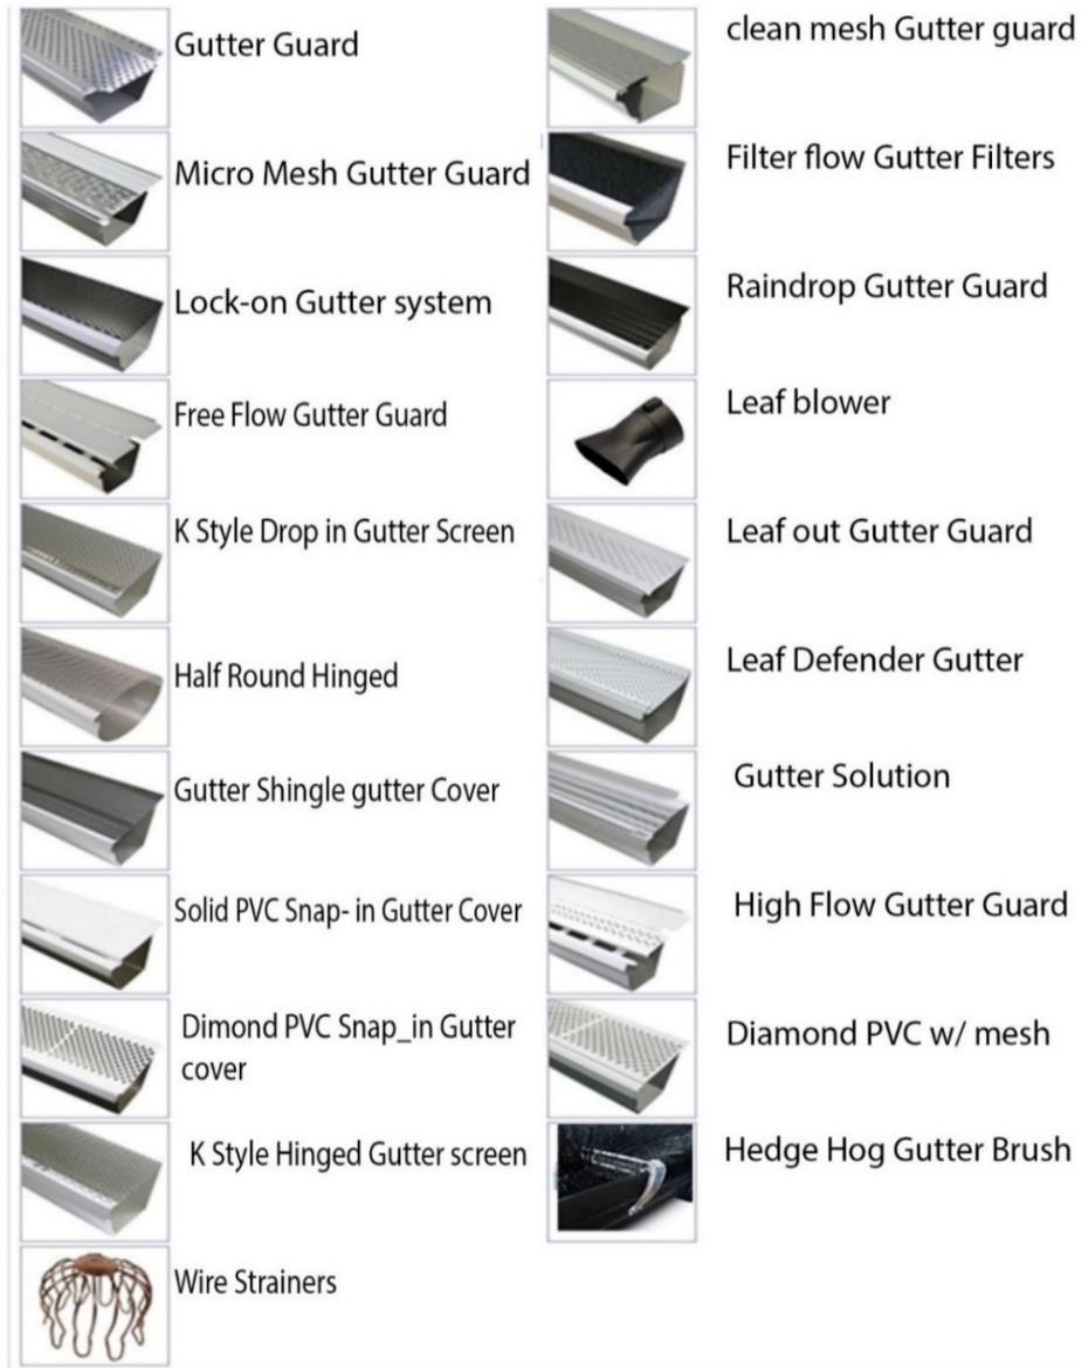 Gutter Guard
clean mesh Gutter guard
Micro Mesh Gutter Guard
Filter flow Gutter Filters
Lock-on Gutter system
Raindrop Gutter Guard
Free Flow Gutter Guard
Leaf blower
K Style Drop in Gutter Screen
Leaf out Gutter Guard
Half Round Hinged
Leaf Defender Gutter
Gutter Shingle gutter Cover
Gutter Solution
Solid PVC Snap- in Gutter Cover
High Flow Gutter Guard
Dimond PVC Snap_in Gutter
cover
Diamond PVC w/ mesh
K Style Hinged Gutter screen
Hedge Hog Gutter Brush
Wire Strainers